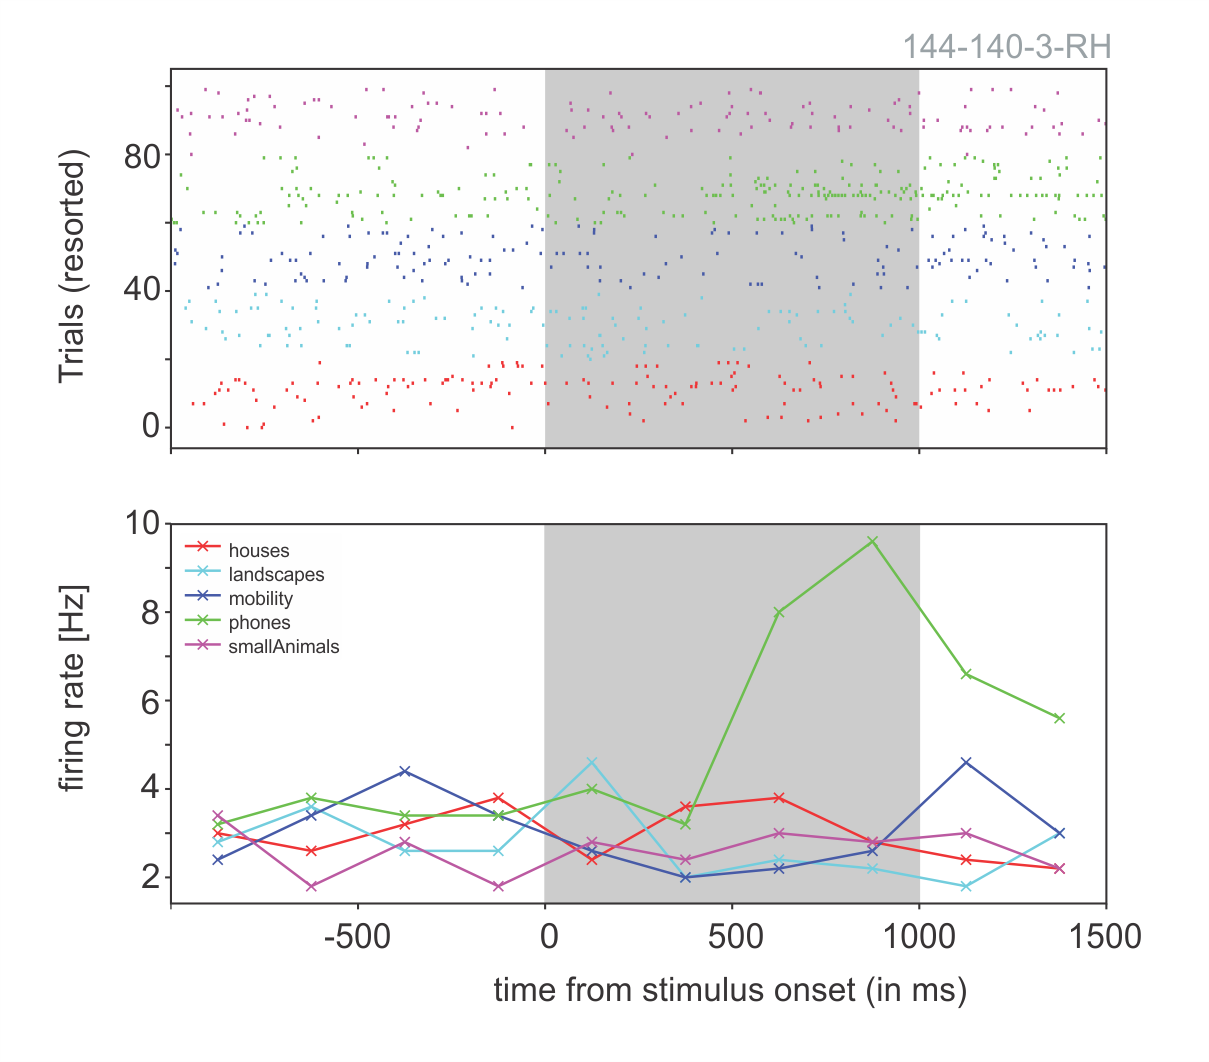 144-140-3-RH
80
40
0
Trials (resorted)
10
8
6
4
2
firing rate [Hz]
houses
landscapes
mobility
phones
smallAnimals
-500 0 500 1000 1500
time from stimulus onset (in ms)